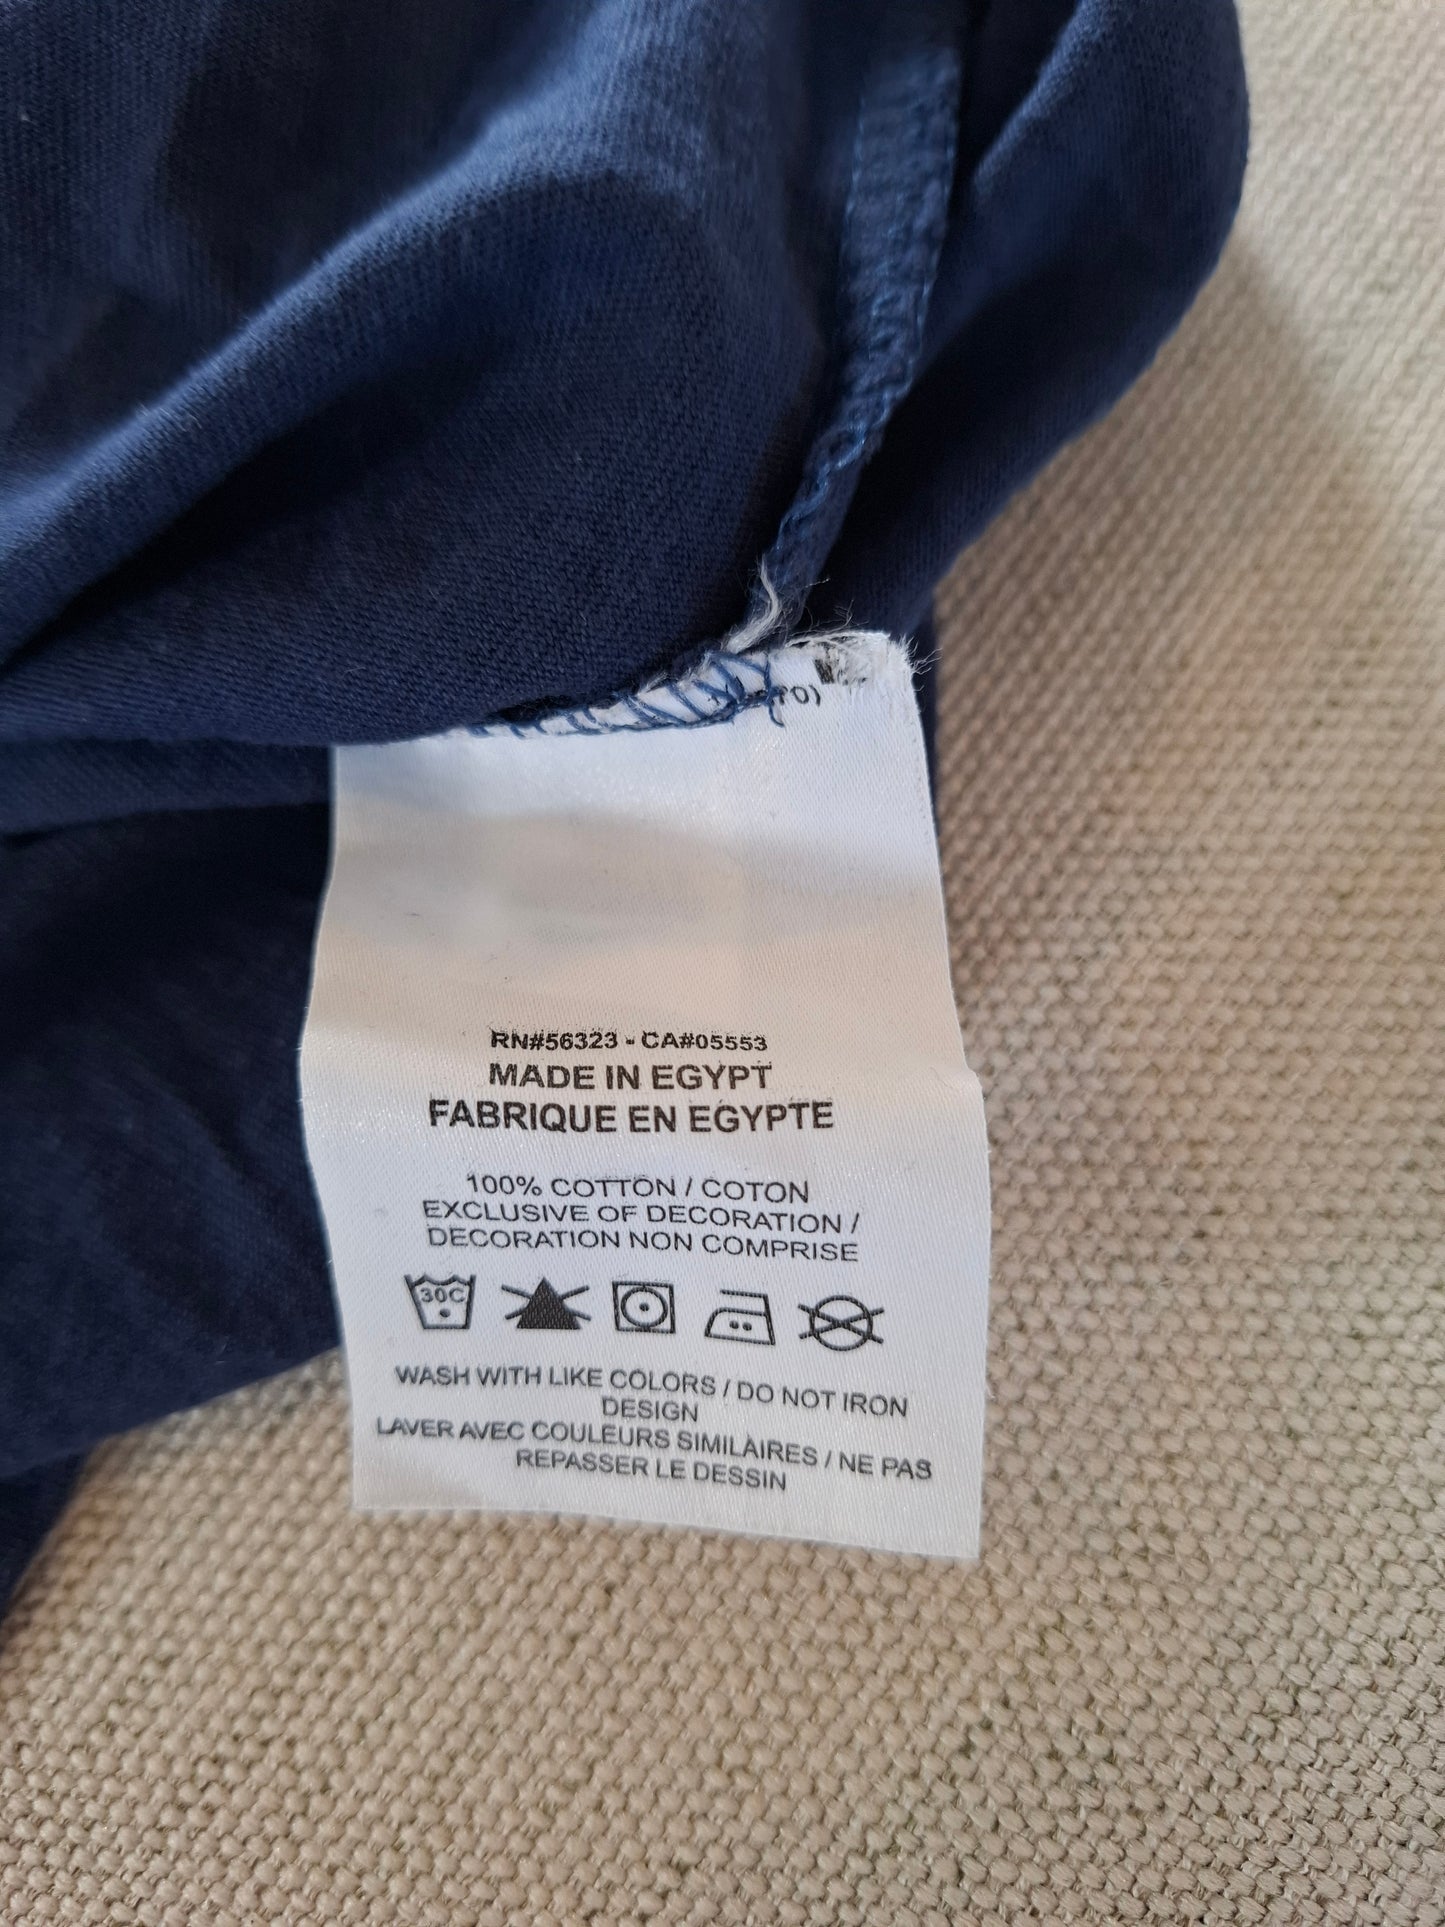 RN#56323 - CA#05553
MADE IN EGYPT
FABRIQUE EN EGYPTE
100% COTTON / COTON
EXCLUSIVE OF DECORATION /
DECORATION NON COMPRISE
30C
WASH WITH LIKE COLORS / DO NOT IRON
DESIGN
LAVER AVEC COULEURS SIMILAIRES / NE PAS
REPASSER LE DESSIN